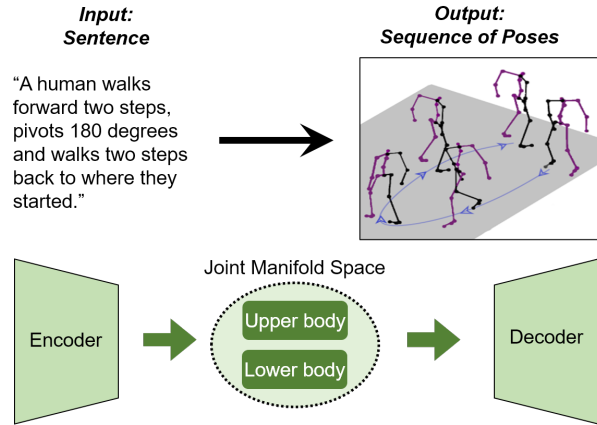 Input:
Sentence
Output:
Sequence of Poses
“A human walks
forward two steps,
pivots 180 degrees
and walks two steps
back to where they
started.”
Joint Manifold Space
Encoder
Upper body
Lower body
Decoder